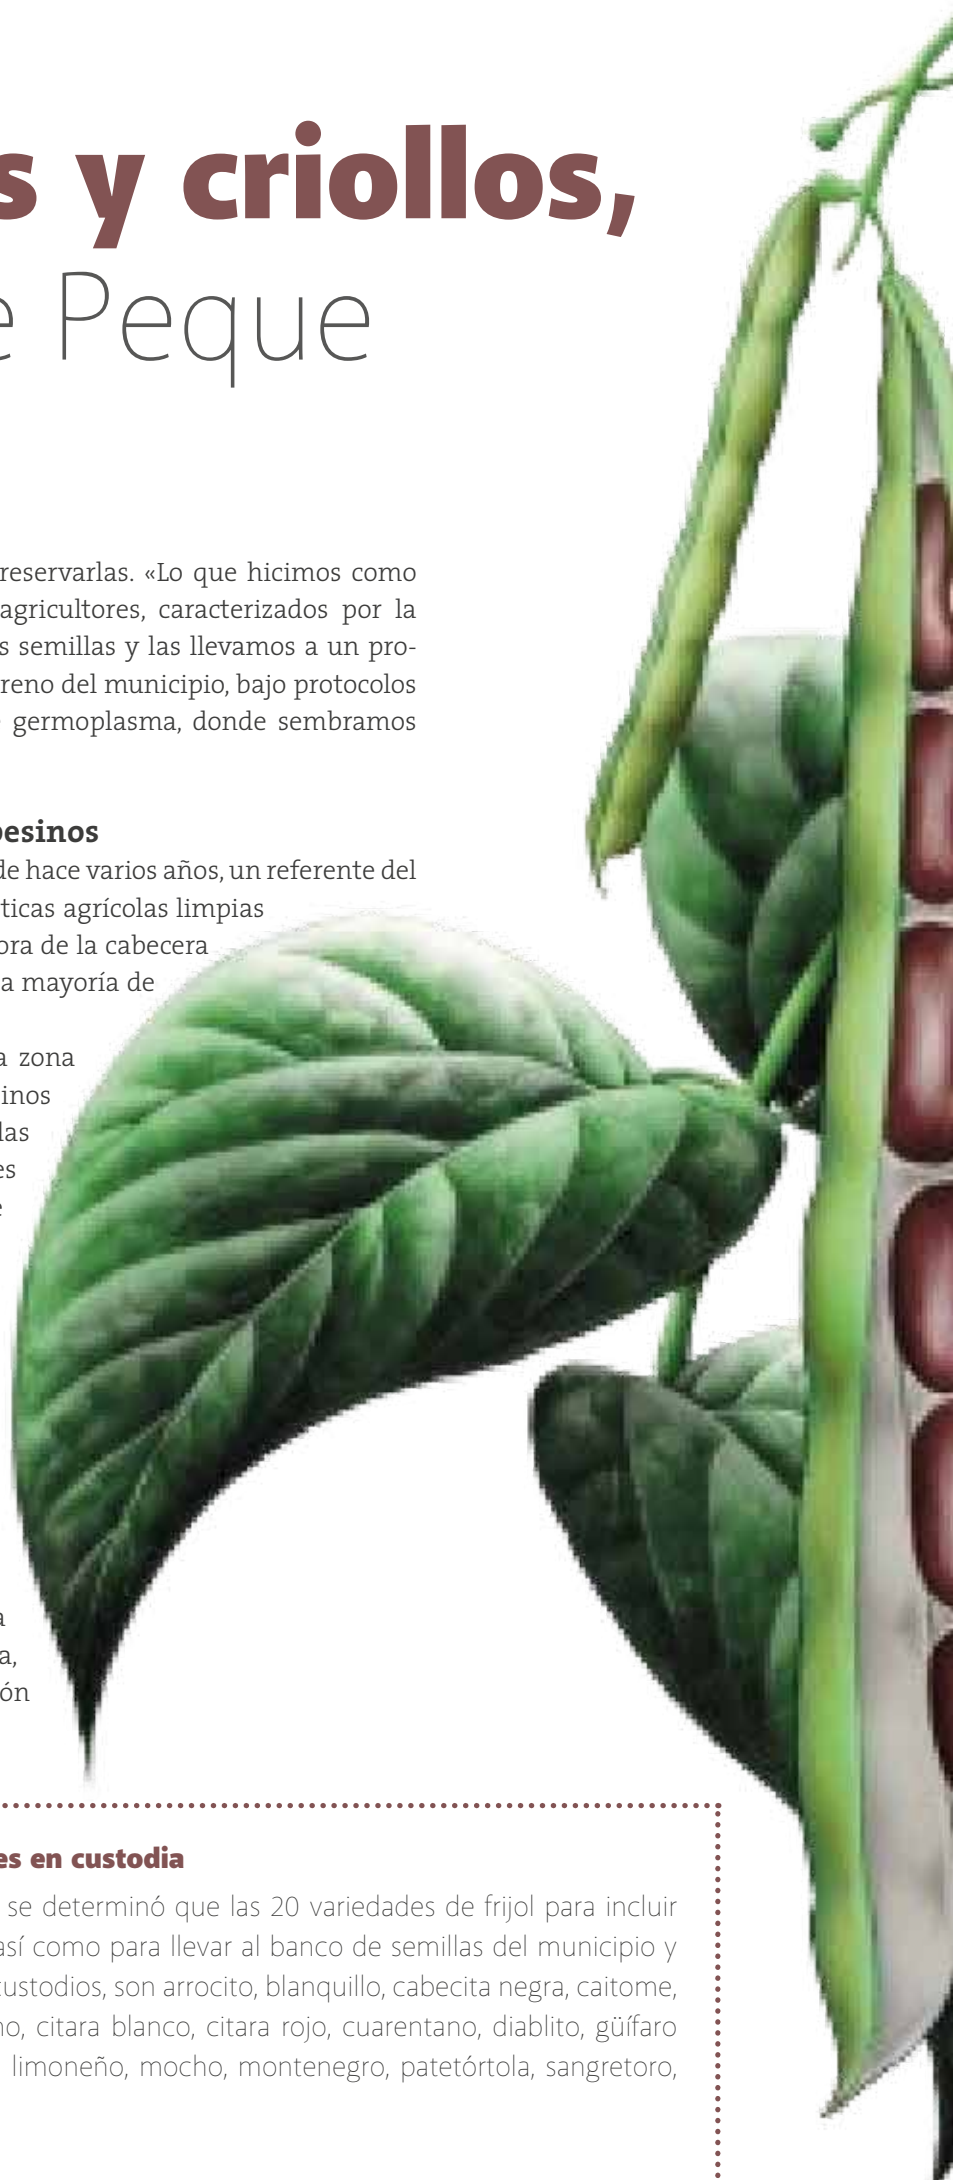 s y criollos,
e Peque
reservarlas. «Lo que hicimos como
agricultores, caracterizados por la
s semillas y las llevamos a un pro-
reno del municipio, bajo protocolos
germoplasma, donde sembramos
esinos
de hace varios años, un referente del
ticas agrícolas limpias
ora de la cabecera
a mayoría de
a zona
inos
las
es
e
a
a,
ón
es en custodia
se determinó que las 20 variedades de frijol para incluir
así como para llevar al banco de semillas del municipio y
custodios, son arrocito, blanquillo, cabecita negra, caitome,
no, citara blanco, citara rojo, cuarentano, diablito, güífaro
limoneño, mocho, montenegro, patetórtola, sangretoro,